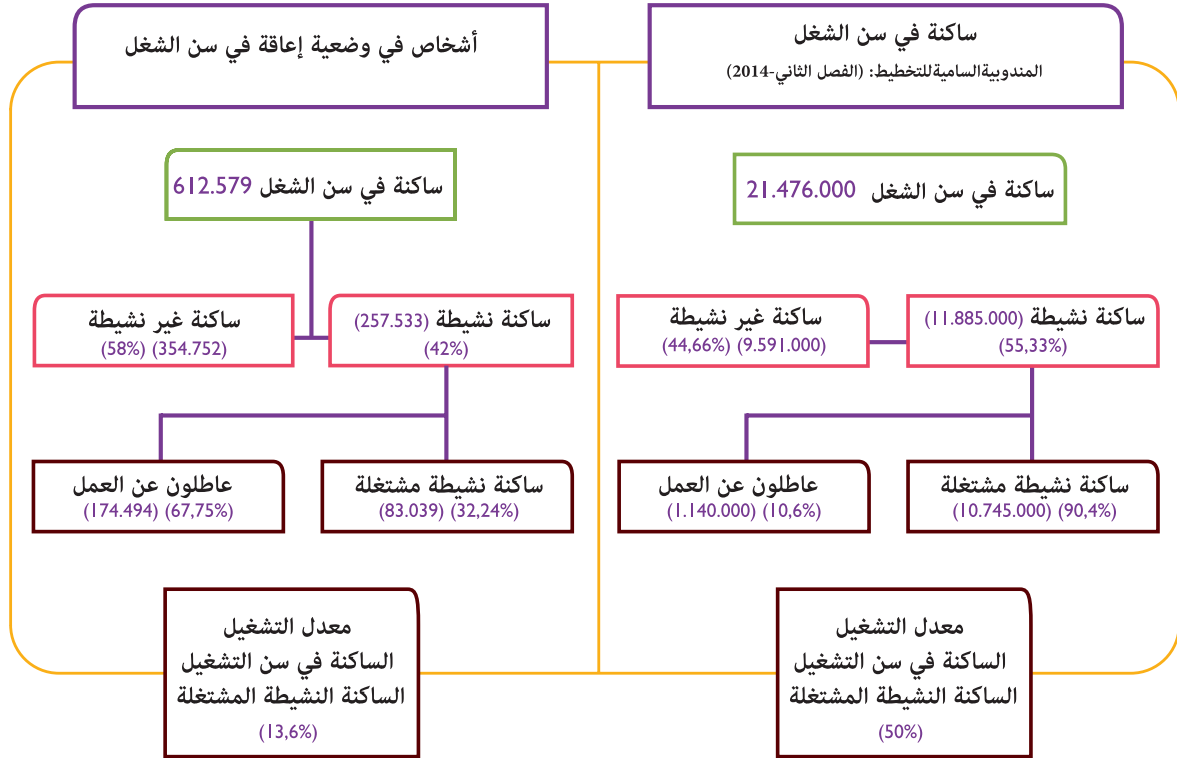 ساكنة في سن الشغل
المندوبيةالساميةللتخطيط: (الفصل الثاني-2014)
ساكنة في سن الشغل 21.476.000
ساكنة نشيطة (11.885.000)
(55,33%)
ساكنة غير نشيطة
(44,66%) (9.591.000)
ساكنة نشيطة مشتغلة
(10.745.000) (90,4%)
عاطلون عن العمل
(1.140.000) (10,6%)
معدل التشغيل
الساكنة في سن التشغيل
الساكنة النشيطة المشتغلة
(50%)
أشخاص في وضعية إعاقة في سن الشغل
ساكنة في سن الشغل 612.579
ساكنة نشيطة (257.533)
(42%)
ساكنة غير نشيطة
(58%) (354.752)
ساكنة نشيطة مشتغلة
(83.039) (32,24%)
عاطلون عن العمل
(174.494) (67,75%)
معدل التشغيل
الساكنة في سن التشغيل
الساكنة النشيطة المشتغلة
(13,6%)